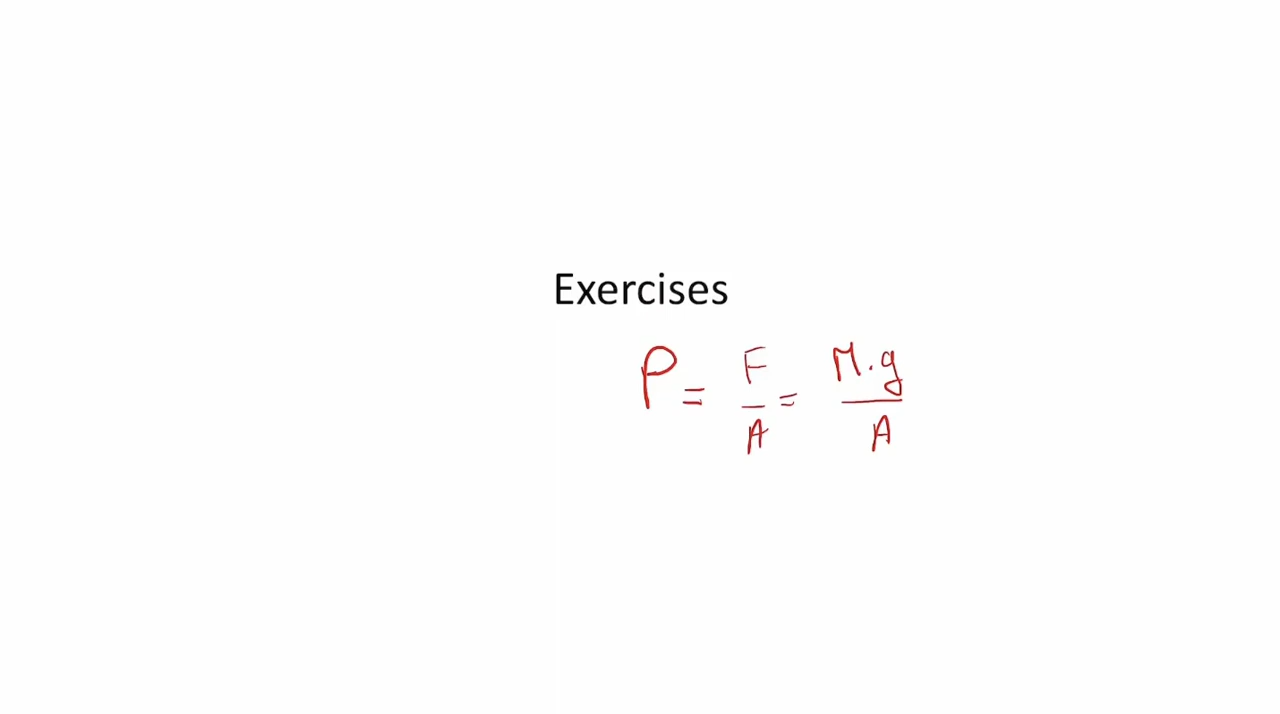 Exercises
P = F/A = M.g/A